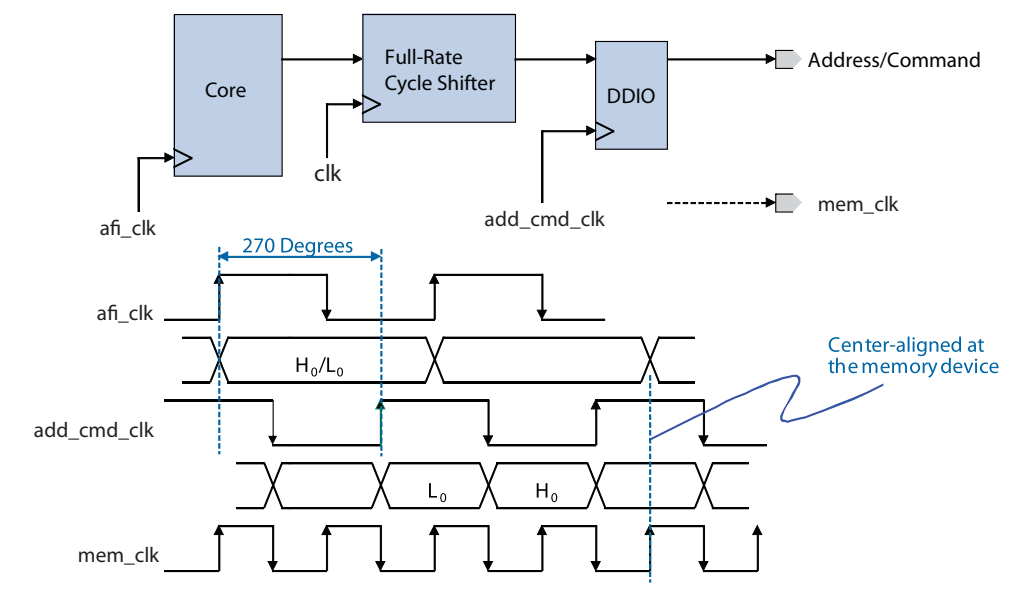 Core
Full-Rate
Cycle Shifter
DDIO
Address/Command
clk
afi_clk
add_cmd_clk
mem_clk
270 Degrees
afi_clk
H0/L0
Center-aligned at
the memory device
add_cmd_clk
L0
H0
mem_clk